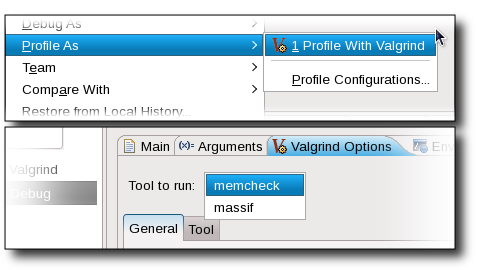 Debug As
Profile As
1 Profile With Valgrind
Team
Compare With
Profile Configurations...
Restore from Local History...
Main Arguments Valgrind Options
Valgrind
Tool to run: memcheck
Debug
massif
General Tool